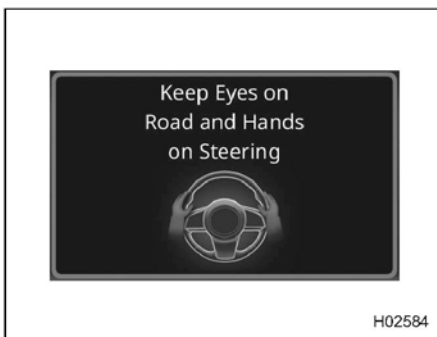 Keep Eyes on
Road and Hands
on Steering
H02584